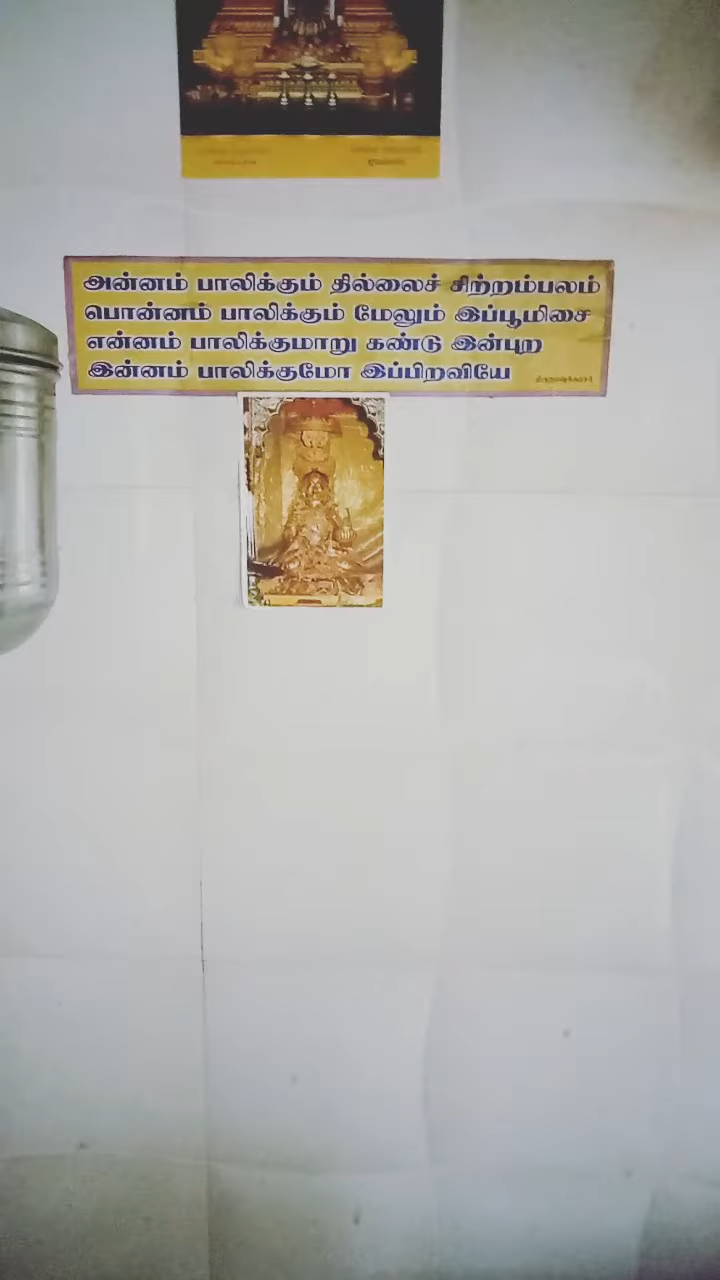 அன்னம் பாலிக்கும் தில்லைச் சிற்றம்பலம்
பொன்னம் பாலிக்கும் மேலும் இப்பூமிசை
என்னம் பாலிக்குமாறு கண்டு இன்புற
இன்னம் பாலிக்குமோ இப்பிறவியே